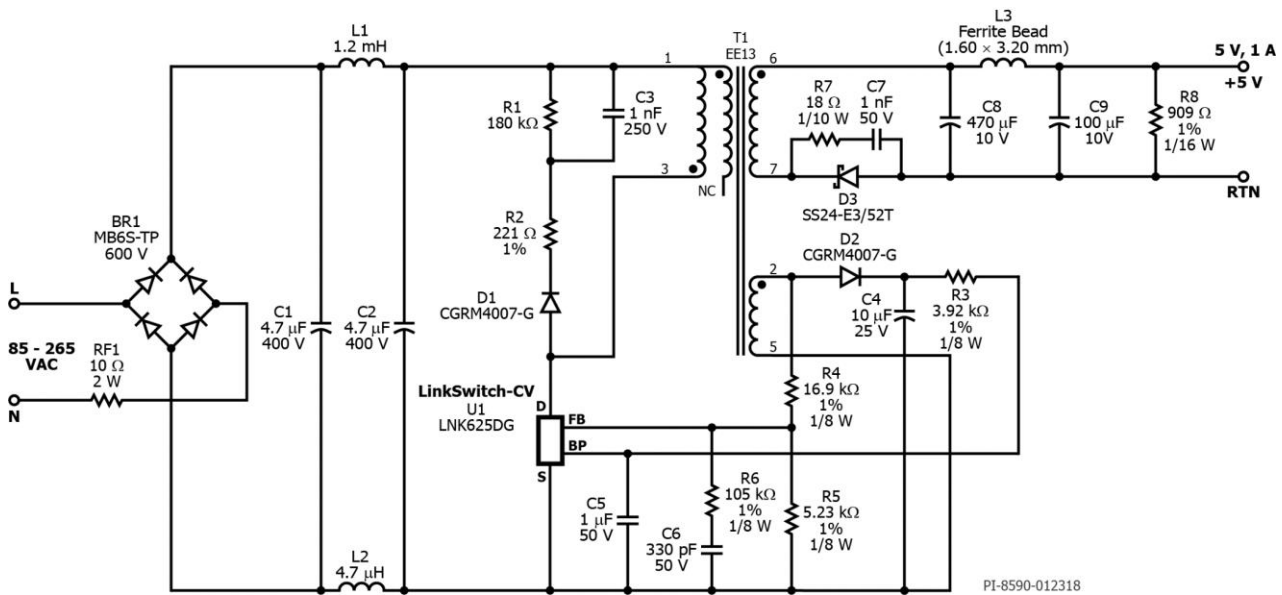 L1
1.2 mH
L3
Ferrite Bead
(1.60 × 3.20 mm)
T1
EE13
5 V, 1 A
+5 V
1
6
R1
180 kΩ
C3
1 nF
250 V
R7
18 Ω
1/10 W
C7
1 nF
50 V
C8
470 μF
10 V
C9
100 μF
10V
R8
909 Ω
1%
1/16 W
3
NC
7
RTN
D3
SS24-E3/52T
BR1
MB6S-TP
600 V
R2
221 Ω
1%
D2
CGRM4007-G
2
L
D1
CGRM4007-G
C1
4.7 μF
400 V
C2
4.7 μF
400 V
C4
10 μF
25 V
R3
3.92 kΩ
1%
1/8 W
85 - 265
VAC
RF1
10 Ω
2 W
N
5
R4
16.9 kΩ
1%
1/8 W
LinkSwitch-CV
U1
LNK625DG
D
FB
BP
S
C5
1 μF
50 V
R6
105 kΩ
1%
1/8 W
C6
330 pF
50 V
R5
5.23 kΩ
1%
1/8 W
L2
4.7 μH
PI-8590-012318